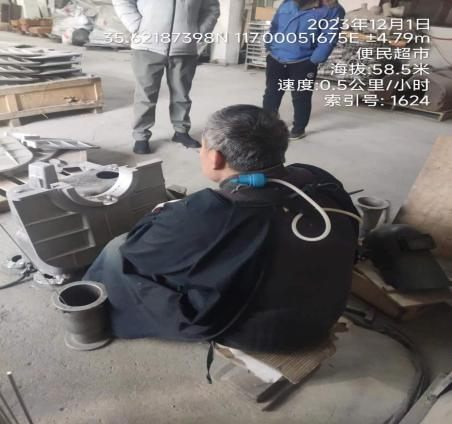 2023年12月1日
35.62187398N 117.00051675E ±4.79m
便民超市
海拔:58.5米
速度:0.5公里/小时
索引号: 1624